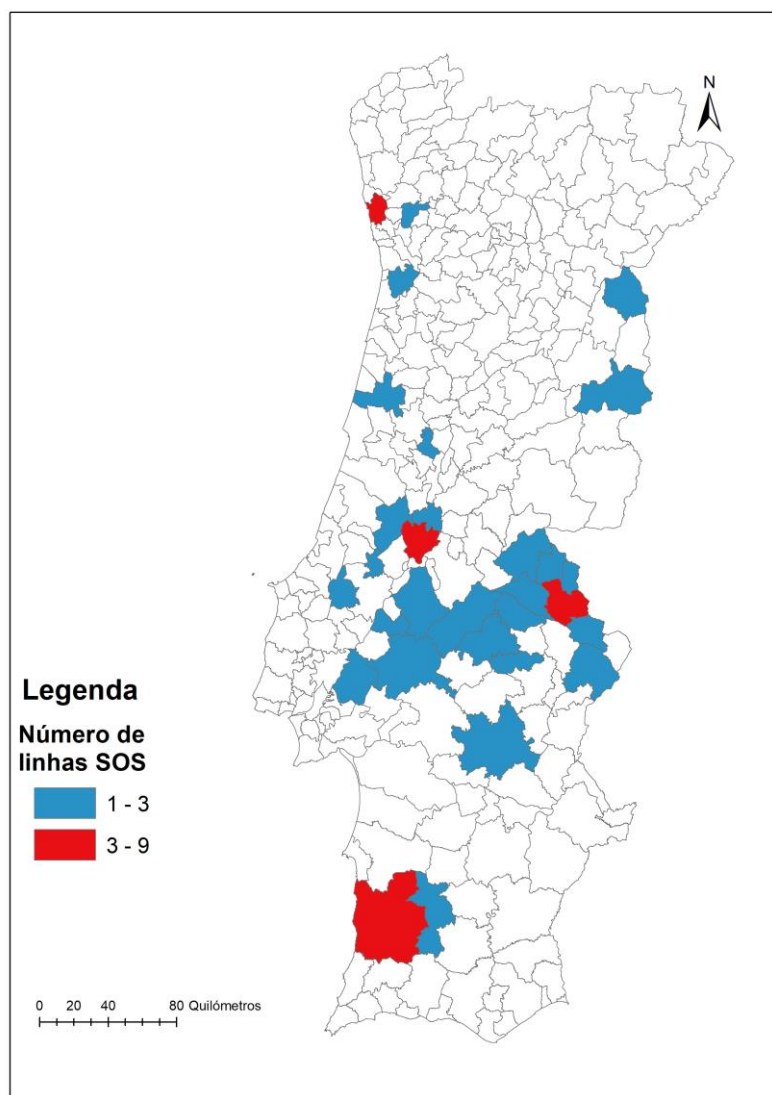 N
Legenda
Número de
linhas SOS
1 - 3
3 - 9
0 20 40 80 Quilómetros